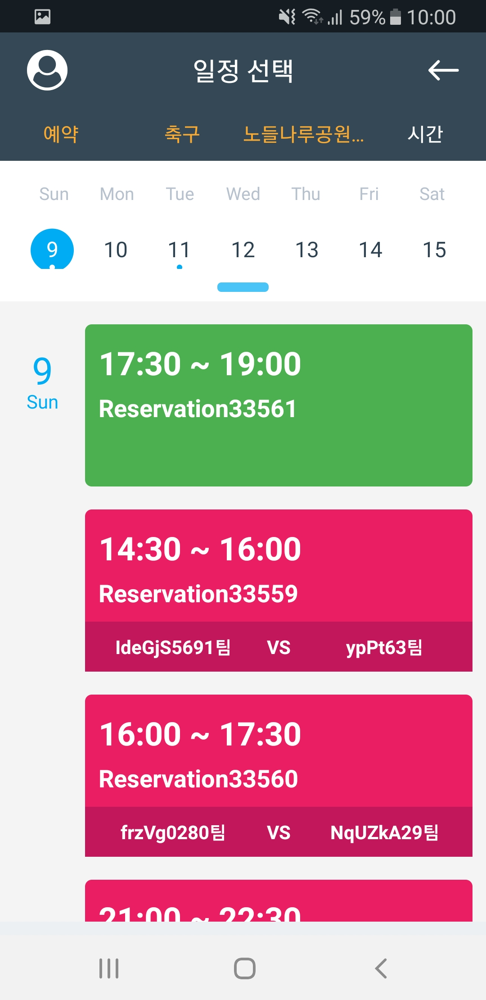 59% 10:00
일정 선택
예약 축구 노들나루공원... 시간
Sun Mon Tue Wed Thu Fri Sat
9 10 11 12 13 14 15
9
Sun
17:30 ~ 19:00
Reservation33561
14:30 ~ 16:00
Reservation33559
IdeGjS5691팀 VS ypPt63팀
16:00 ~ 17:30
Reservation33560
frzVg0280팀 VS NqUZkA29팀
21:00 ~ 22:30